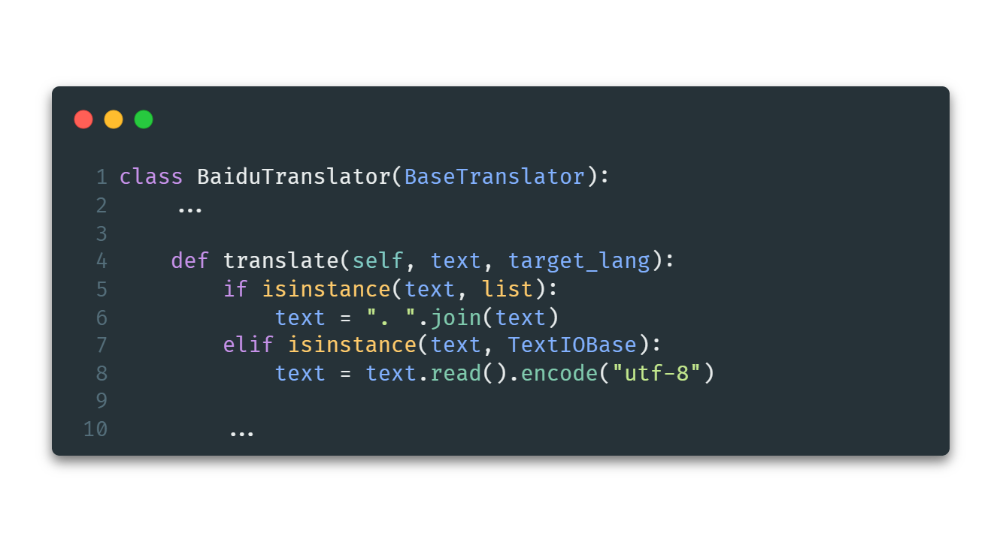 1 class BaiduTranslator(BaseTranslator):
2     ...
3
4     def translate(self, text, target_lang):
5         if isinstance(text, list):
6             text = ". ".join(text)
7         elif isinstance(text, TextIOBase):
8             text = text.read().encode("utf-8")
9
10         ...